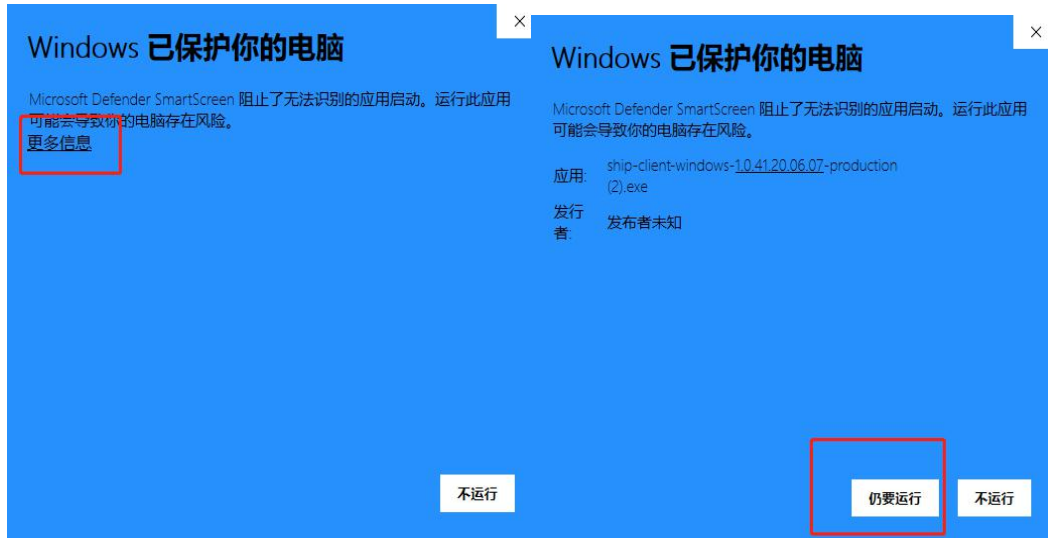 Windows 已保护你的电脑
Microsoft Defender SmartScreen 阻止了无法识别的应用启动。运行此应用
可能会导致你的电脑存在风险。
更多信息
不运行
Windows 已保护你的电脑
Microsoft Defender SmartScreen 阻止了无法识别的应用启动。运行此应用
可能会导致你的电脑存在风险。
应用: ship-client-windows-1.0.41.20.06.07-production
(2).exe
发行
者: 发布者未知
仍要运行 不运行